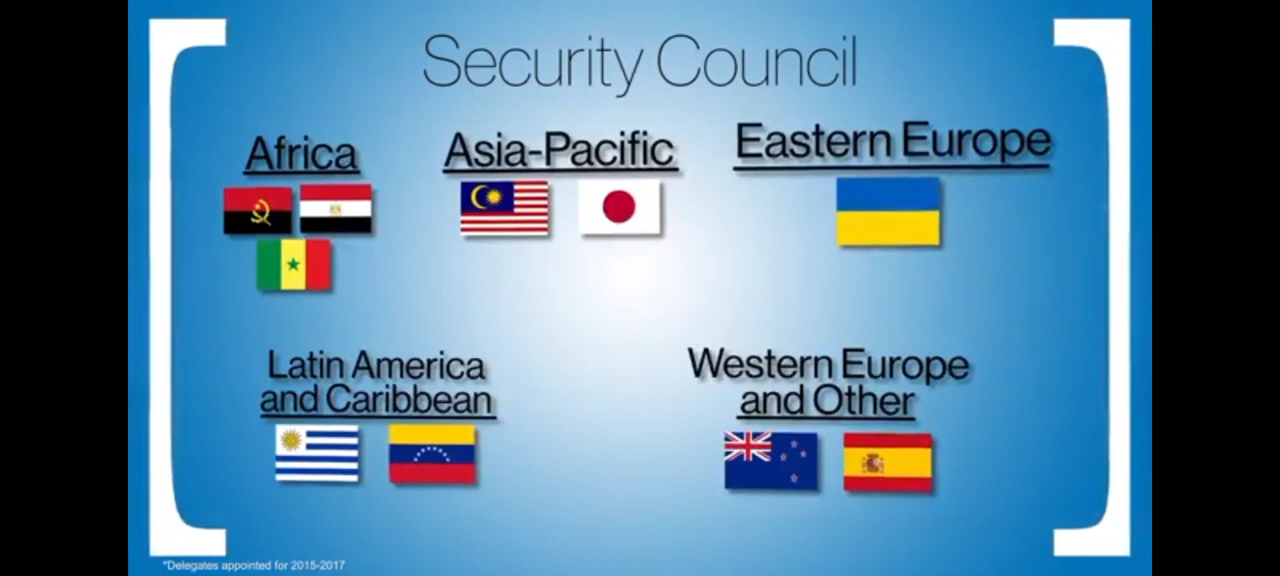 Security Council
Africa
Asia-Pacific
Eastern Europe
Latin America
and Caribbean
Western Europe
and Other
*Delegates appointed for 2015-2017